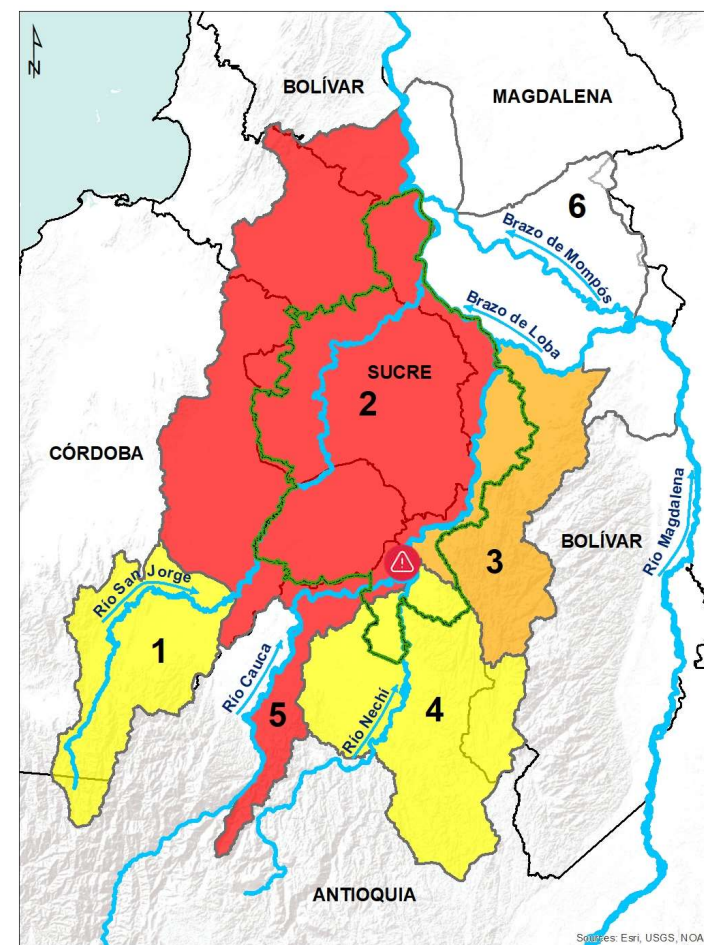 N
BOLÍVAR
MAGDALENA
6
Brazo de Mompós
Brazo de Loba
SUCRE
2
CÓRDOBA
BOLÍVAR
Río Magdalena
3
Río San Jorge
1
Río Cauca
5
4
Río Nechí
ANTIOQUIA
Sources: Esri, USGS, NOA